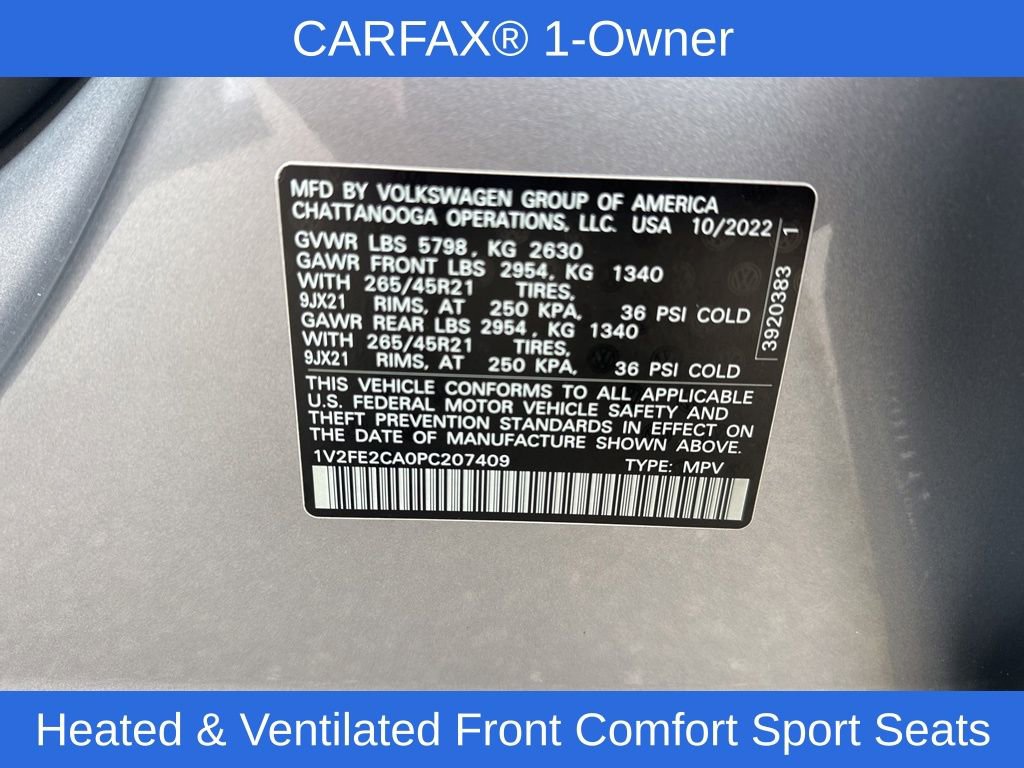 CARFAX® 1-Owner
MFD BY VOLKSWAGEN GROUP OF AMERICA
CHATTANOOGA OPERATIONS, LLC. USA 10/2022
GVWR LBS 5798, KG 2630
GAWR FRONT LBS 2954, KG 1340
WITH 265/45R21 TIRES,
9JX21 RIMS, AT 250 KPA, 36 PSI COLD
GAWR REAR LBS 2954, KG 1340
WITH 265/45R21 TIRES,
9JX21 RIMS, AT 250 KPA, 36 PSI COLD
3920383 1
THIS VEHICLE CONFORMS TO ALL APPLICABLE
U.S. FEDERAL MOTOR VEHICLE SAFETY AND
THEFT PREVENTION STANDARDS IN EFFECT ON
THE DATE OF MANUFACTURE SHOWN ABOVE.
1V2FE2CA0PC207409 TYPE: MPV
Heated & Ventilated Front Comfort Sport Seats